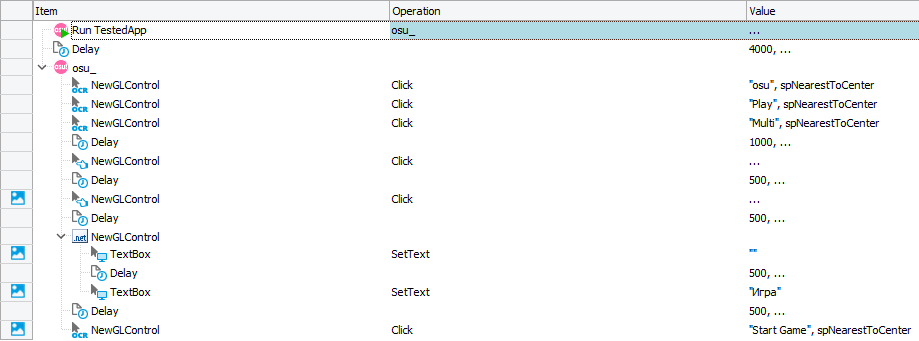 Item Operation Value
Run TestedApp osu_ ...
Delay 4000, ...
osu_
NewGLControl Click "osu", spNearestToCenter
NewGLControl Click "Play", spNearestToCenter
NewGLControl Click "Multi", spNearestToCenter
Delay 1000, ...
NewGLControl Click ...
Delay 500, ...
NewGLControl Click ...
Delay 500, ...
.net NewGLControl
TextBox SetText ""
Delay 500, ...
TextBox SetText "Игра"
Delay 500, ...
NewGLControl Click "Start Game", spNearestToCenter